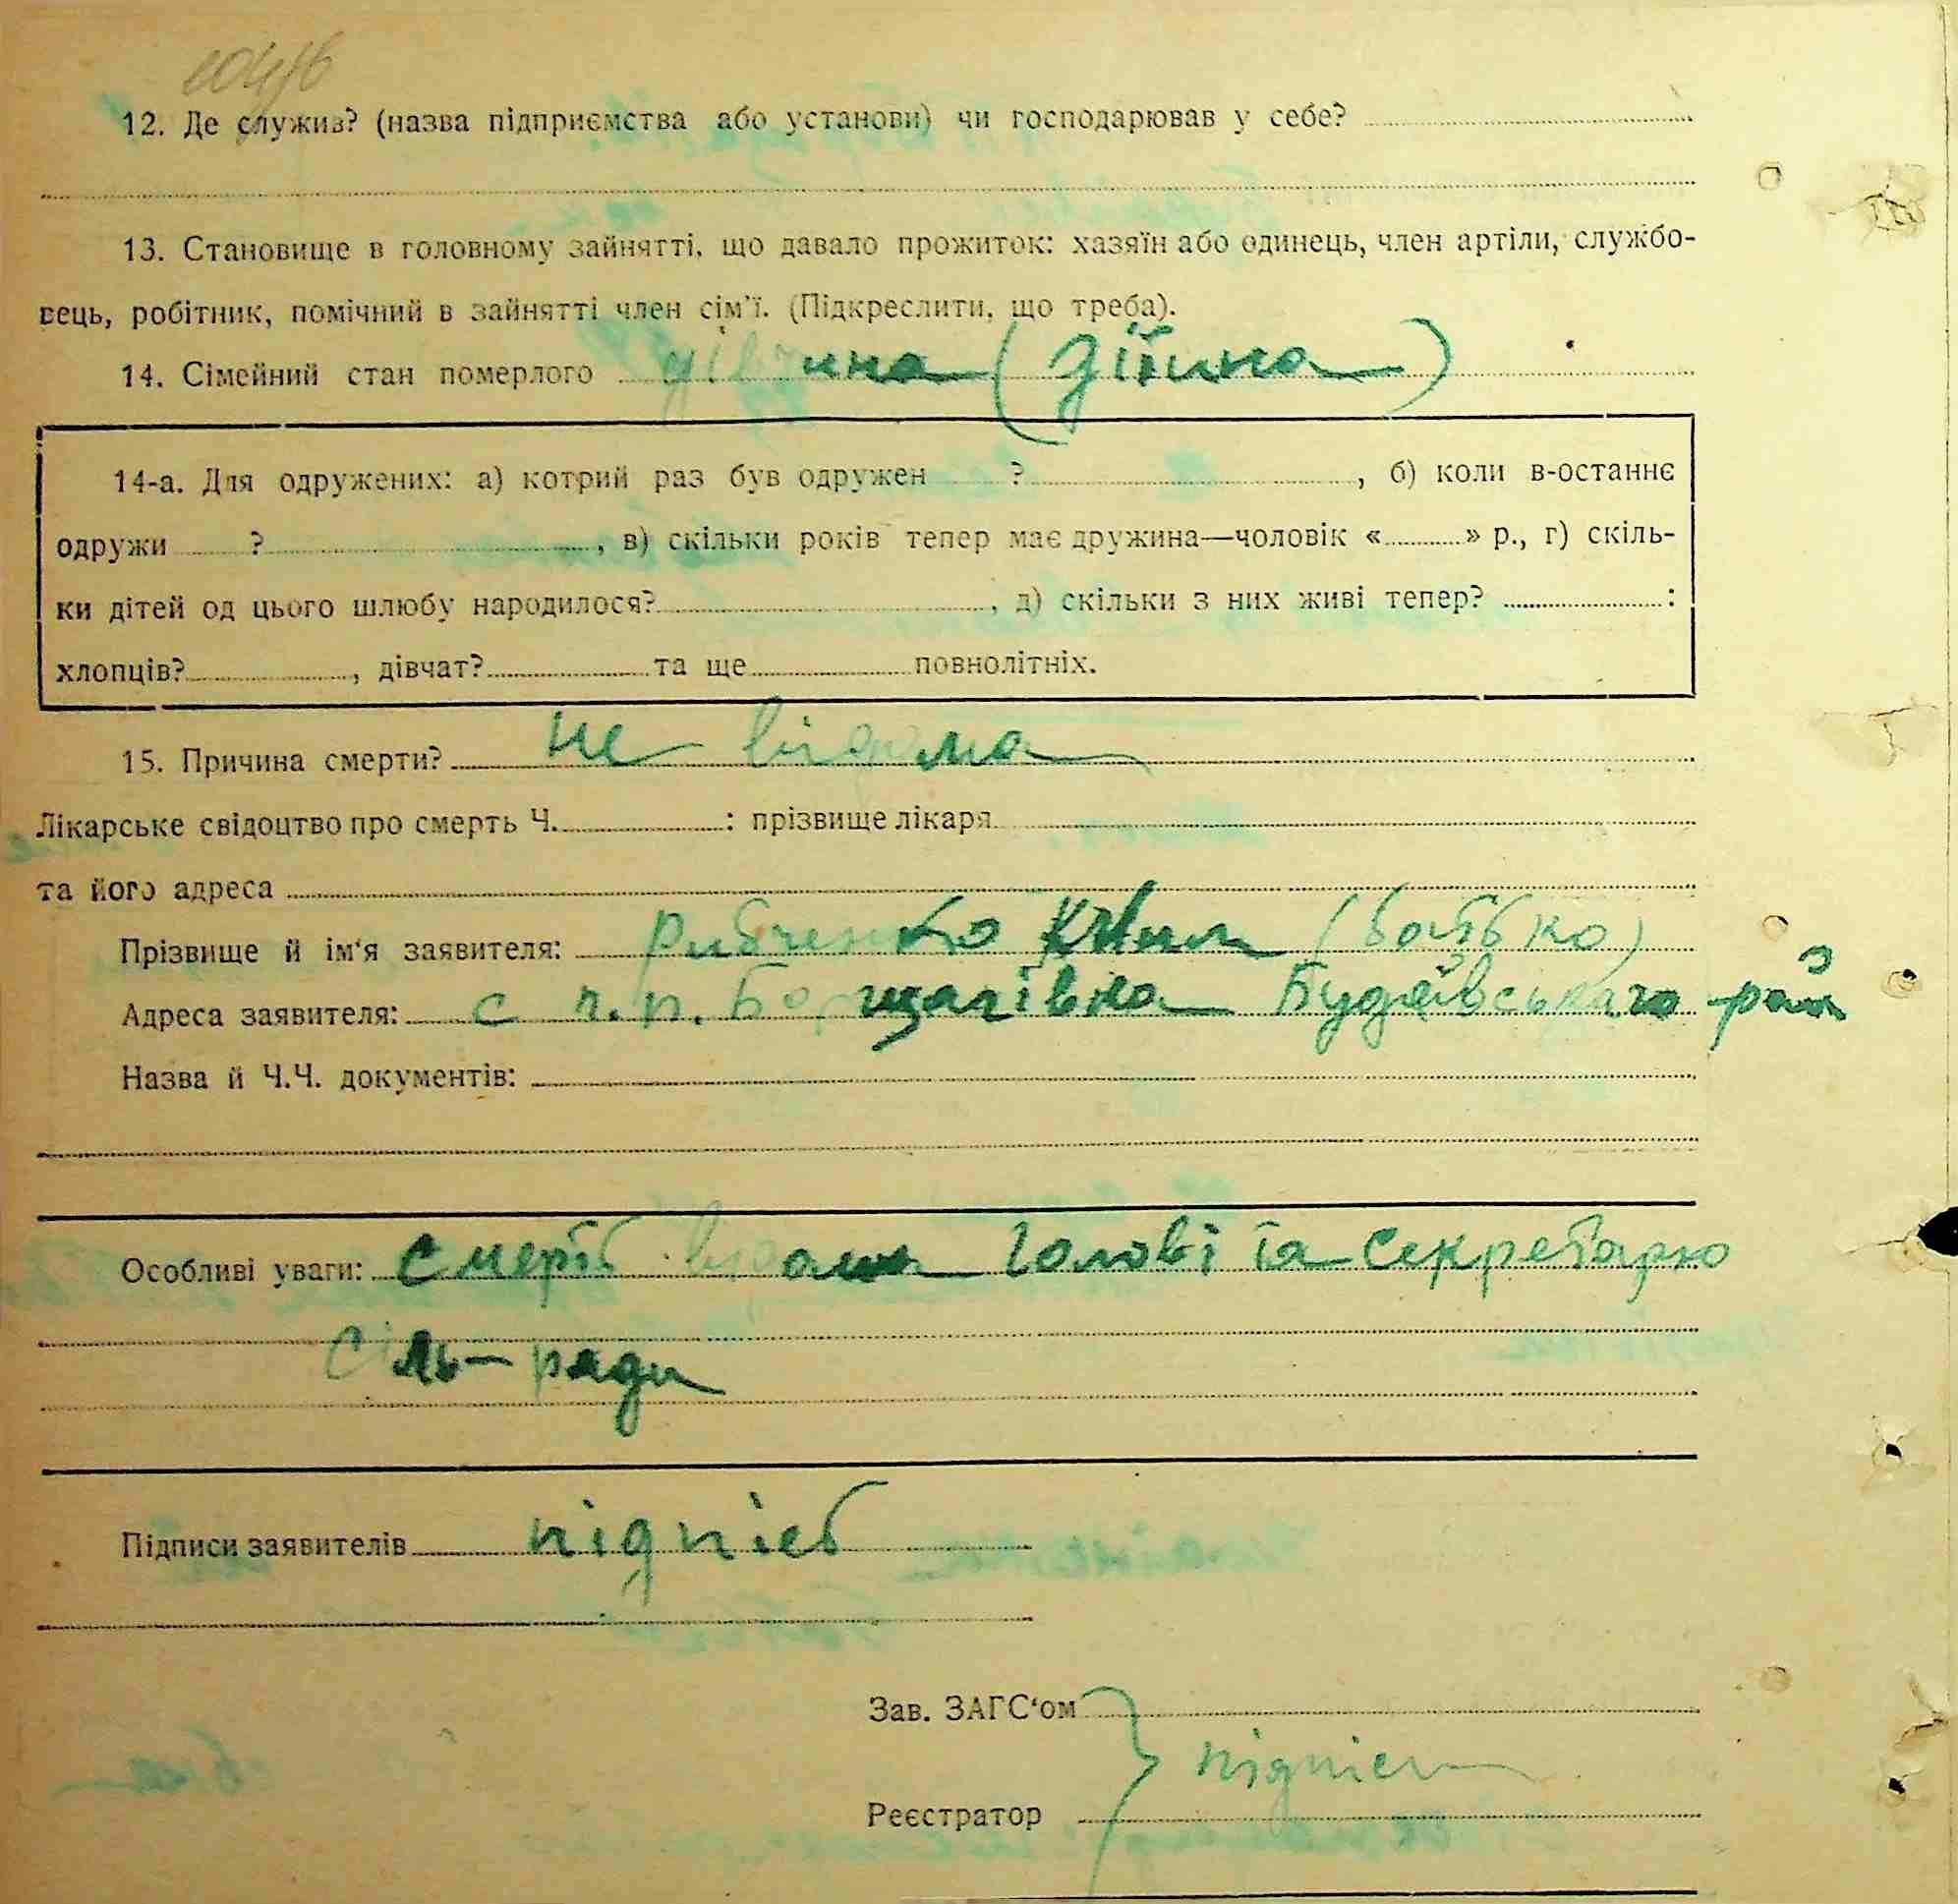 12. Де служив? (назва підприємства або установи) чи господарював у себе?
13. Становище в головному зайнятті, що давало прожиток: хазяїн або одинець, член артіли, службо-
вець, робітник, помічний в зайнятті член сім'ї. (Підкреслити, що треба).
14. Сімейний стан померлого дівчина (дітина)
14-а. Для одружених: а) котрий раз був одружен ?, б) коли в-останнє
одружи ?, в) скільки років тепер має дружина—чоловік «» р., г) скіль-
ки дітей од цього шлюбу народилося?, д) скільки з них живі тепер? :
хлопців?, дівчат? та ще повнолітніх.
15. Причина смерти? не відома
Лікарське свідоцтво про смерть Ч. : прізвище лікаря
та його адреса
Прізвище й ім'я заявителя: Рибченко (батько)
Адреса заявителя: с п.п. Борщагівка Будаївського рай
Назва й Ч.Ч. документів:
Особливі уваги: Смерть відома Голові та Секретарю
Сіль-ради
Підписи заявителів підпісь
Зав. ЗАГС'ом
підписи
Реєстратор